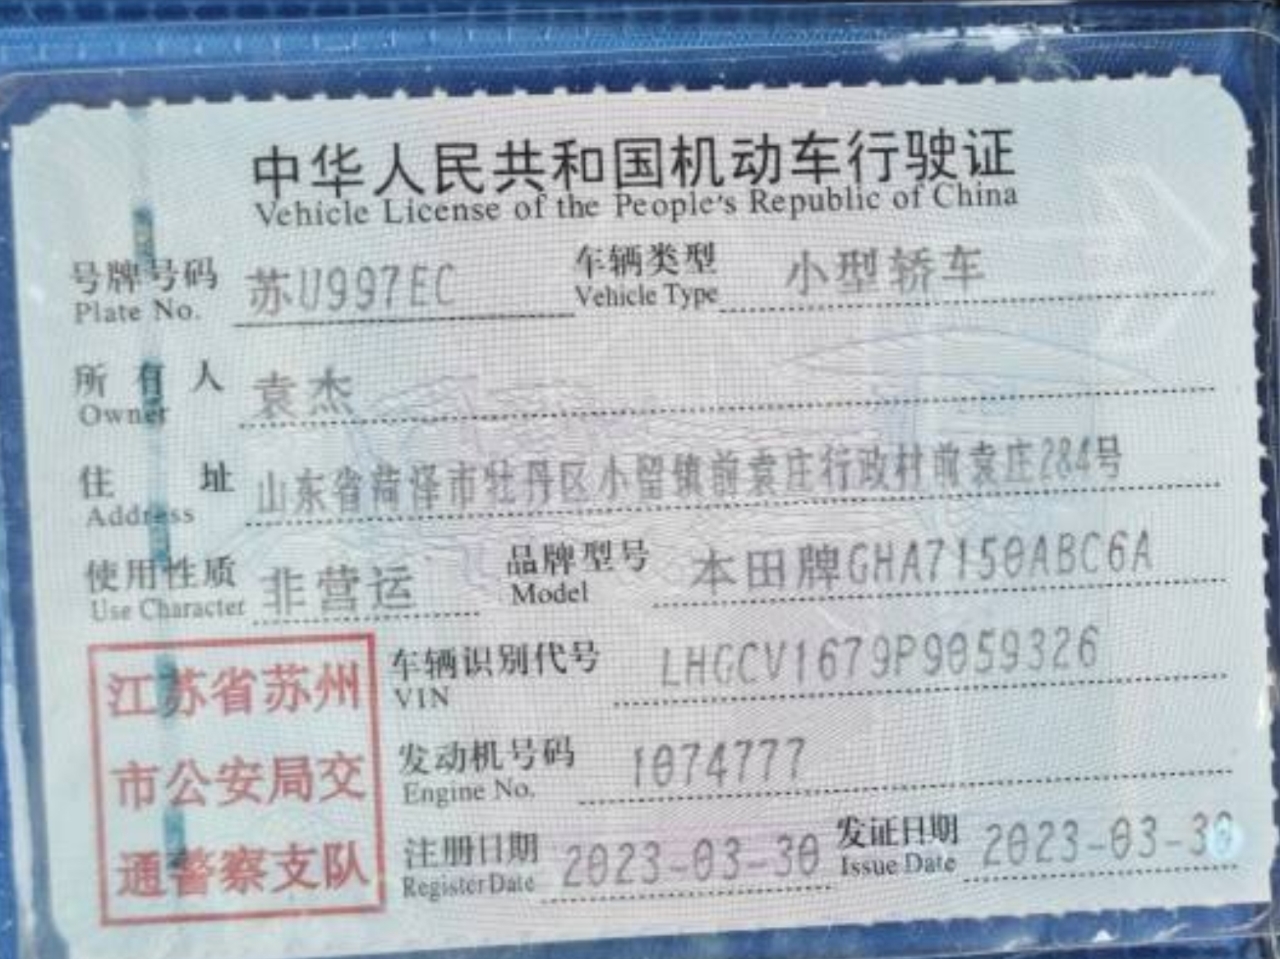 中华人民共和国机动车行驶证
Vehicle License of the People's Republic of China
号牌号码 苏U997EC 车辆类型 小型轿车
Plate No. Vehicle Type
所有人 袁杰
Owner
住址 山东省菏泽市牡丹区小留镇前袁庄行政村前袁庄284号
Address
使用性质 非营运 品牌型号 本田牌GHA7150ABC6A
Use Character Model
江苏省苏州
市公安局交
通警察支队
车辆识别代号 LHGCV1679P9059326
VIN
发动机号码 1074777
Engine No.
注册日期 2023-03-30 发证日期 2023-03-30
Register Date Issue Date